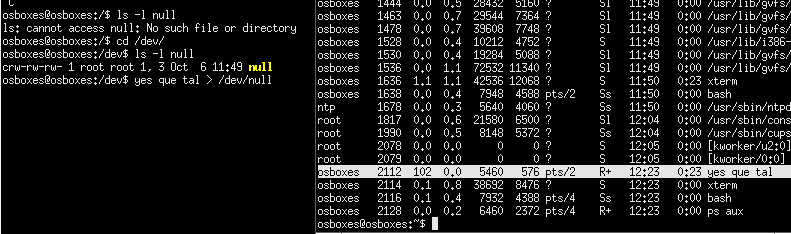 C
osboxes@osboxes:/$ ls -l null
ls: cannot access null: No such file or directory
osboxes@osboxes:/$ cd /dev/
osboxes@osboxes:/dev$ ls -l null
crw-rw-rw- 1 root root 1, 3 Oct  6 11:49 null
osboxes@osboxes:/dev$ yes que tal > /dev/null
osboxes 1444 0.0 0.5 28432 5160 ? Sl 11:49 0:00 /usr/lib/gvfs/
osboxes 1463 0.0 0.7 29544 7364 ? Sl 11:49 0:00 /usr/lib/gvfs/
osboxes 1478 0.0 0.7 39608 7748 ? Sl 11:49 0:00 /usr/lib/gvfs/
osboxes 1528 0.0 0.4 10212 4752 ? S 11:49 0:00 /usr/lib/i386-
osboxes 1530 0.0 0.4 19284 5088 ? Sl 11:49 0:00 /usr/lib/gvfs/
osboxes 1536 0.0 1.1 72532 11340 ? Sl 11:49 0:00 /usr/lib/gvfs/
osboxes 1636 1.1 1.1 42536 12068 ? S 11:50 0:23 xterm
osboxes 1638 0.0 0.4 7948 4588 pts/2 Ss 11:50 0:00 bash
ntp 1678 0.0 0.3 5640 4060 ? Ss 11:50 0:00 /usr/sbin/ntpd
root 1817 0.0 0.6 21580 6500 ? Sl 12:04 0:00 /usr/sbin/cons
root 1990 0.0 0.5 8148 5372 ? Ss 12:04 0:00 /usr/sbin/cups
root 2078 0.0 0.0 0 0 ? S 12:05 0:00 [kworker/u2:0]
root 2079 0.0 0.0 0 0 ? S 12:05 0:00 [kworker/0:0]
osboxes 2112 102 0.0 5460 576 pts/2 R+ 12:23 0:23 yes que tal
osboxes 2114 0.1 0.8 38692 8476 ? S 12:23 0:00 xterm
osboxes 2116 0.1 0.4 7932 4388 pts/4 Ss 12:23 0:00 bash
osboxes 2128 0.0 0.2 6460 2372 pts/4 R+ 12:23 0:00 ps aux
osboxes@osboxes:~$